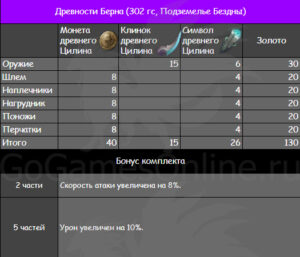 Древности Берна (302 гс, Подземелье Бездны)
Монета древнего Цилина Клинок древнего Цилина Символ древнего Цилина Золото
Оружие 15 6 30
Шлем 8 4 20
Наплечники 8 4 20
Нагрудник 8 4 20
Поножи 8 4 20
Перчатки 8 4 20
Итого 40 15 26 130
Бонус комплекта
2 части Скорость атаки увеличена на 8%.
5 частей Урон увеличен на 10%.
GoGamesOnline.ru